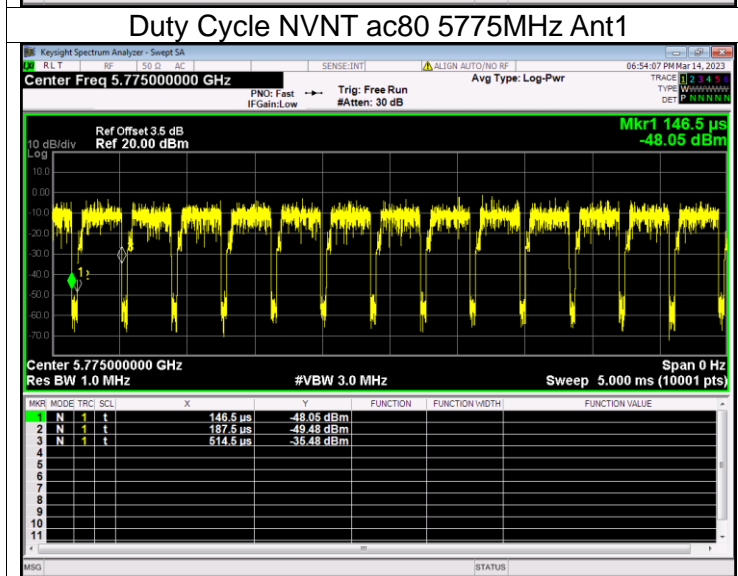 Duty Cycle NVNT ac80 5775MHz Ant1
Keysight Spectrum Analyzer - Swept SA
R L T RF 50 Ω AC SENSE:INT ALIGN AUTO/NO RF 06:54:07 PM Mar 14, 2023
Center Freq 5.775000000 GHz Avg Type: Log-Pwr TRACE 1 2 3 4 5 6
PNO: Fast Trig: Free Run TYPE W
IFGain:Low #Atten: 30 dB DET P N N N N N
Mkr1 146.5 µs
-48.05 dBm
Ref Offset 3.5 dB
10 dB/div Ref 20.00 dBm
Log
10.0
0.00
-10.0
-20.0
-30.0
-40.0
-50.0
-60.0
-70.0
1
2
3
Center 5.775000000 GHz Span 0 Hz
Res BW 1.0 MHz #VBW 3.0 MHz Sweep 5.000 ms (10001 pts)
MKR MODE TRC SCL X Y FUNCTION FUNCTION WIDTH FUNCTION VALUE
1 N 1 t 146.5 µs -48.05 dBm
2 N 1 t 187.5 µs -49.48 dBm
3 N 1 t 514.5 µs -35.48 dBm
4
5
6
7
8
9
10
11
MSG STATUS